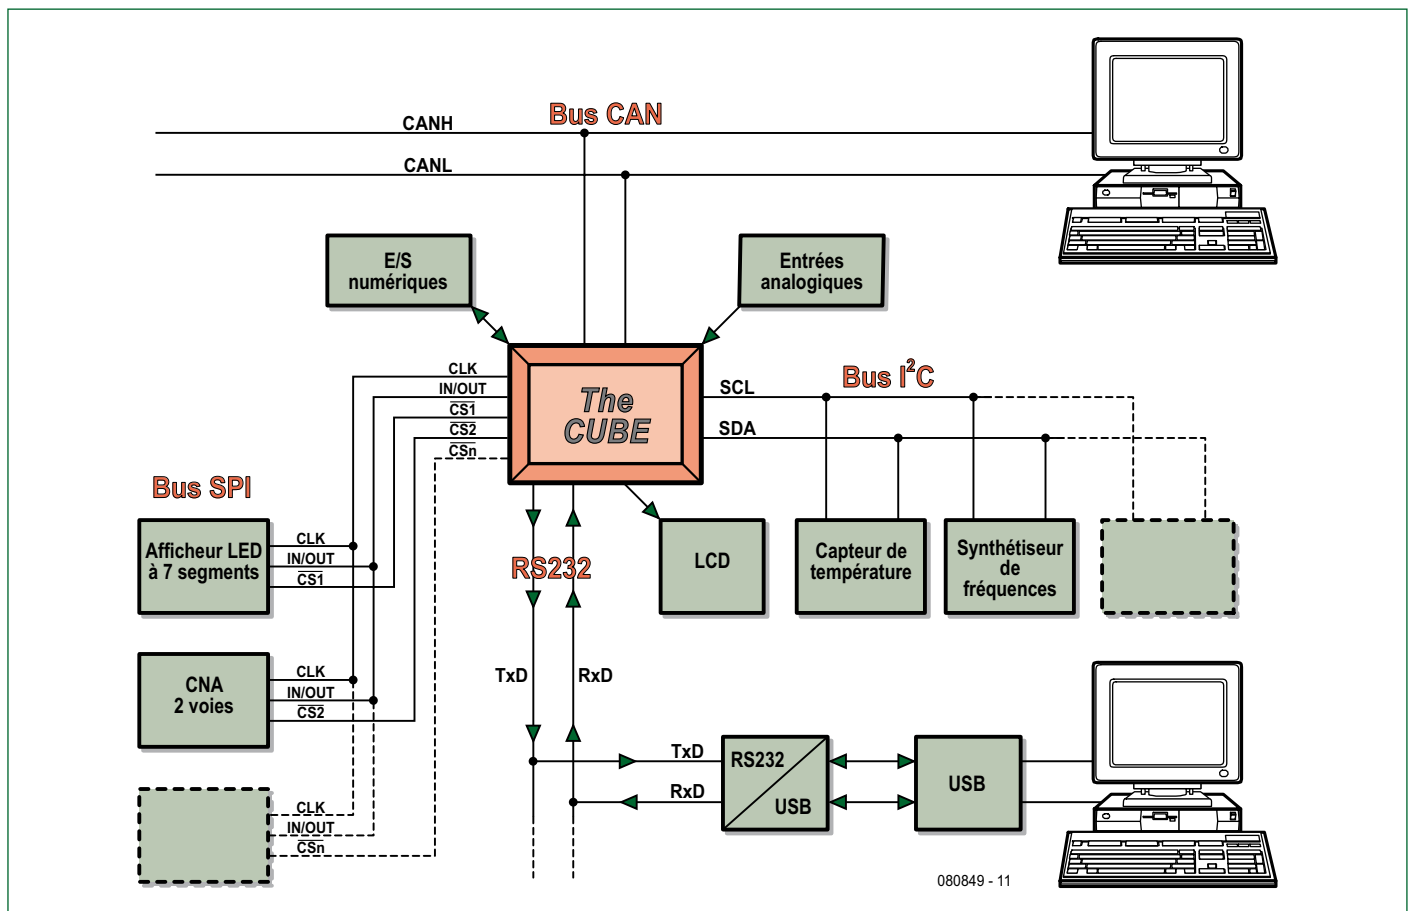 Bus CAN
CANH
CANL
E/S
numériques
Entrées
analogiques
CLK
IN/OUT
CS1
CS2
CSn
The
CUBE
SCL
Bus I²C
SDA
Bus SPI
Afficheur LED
à 7 segments
CLK
IN/OUT
CS1
RS232
LCD
Capteur de
température
Synthétiseur
de
fréquences
CNA
2 voies
CLK
IN/OUT
CS2
TxD
RxD
TxD
RxD
RS232
USB
USB
CLK
IN/OUT
CSn
080849 - 11